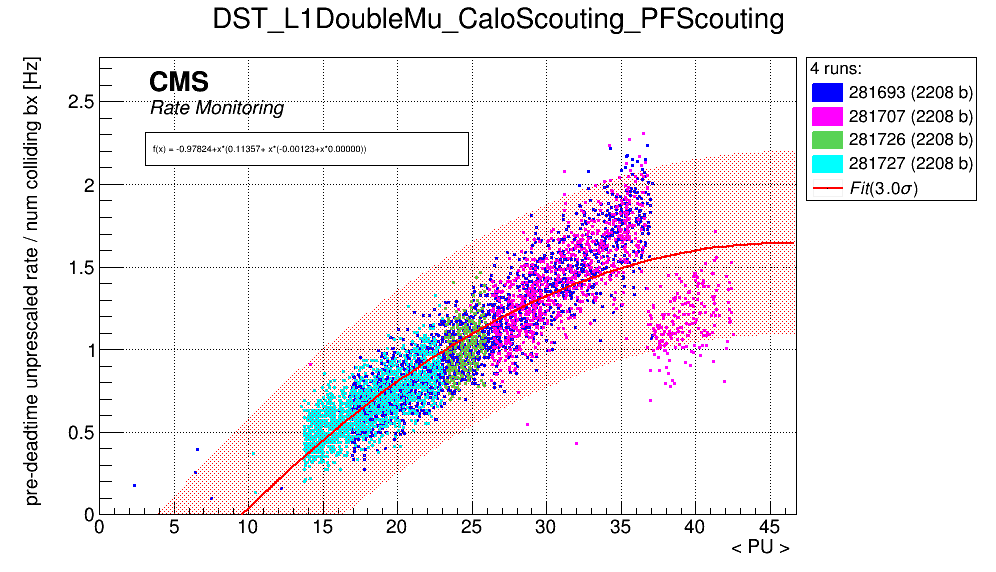 DST_L1DoubleMu_CaloScouting_PFScouting
pre-deadtime unprescaled rate / num colliding bx [Hz]
CMS
Rate Monitoring
f(x) = -0.97824+x*(0.11357+ x*(-0.00123+x*0.00000))
2.5
2
1.5
1
0.5
0
0 5 10 15 20 25 30 35 40 45
< PU >
4 runs:
281693 (2208 b)
281707 (2208 b)
281726 (2208 b)
281727 (2208 b)
Fit(3.0σ)